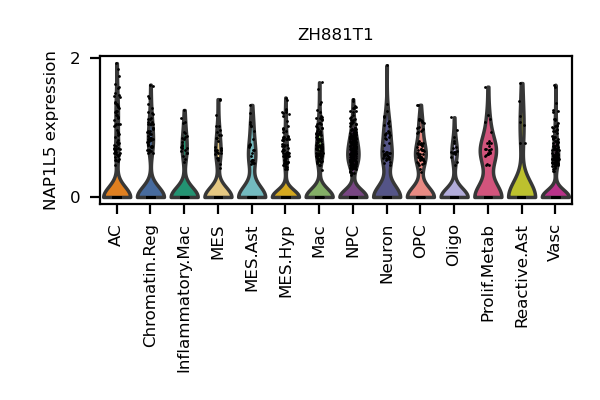 ZH881T1
NAP1L5 expression
2
0
AC
Chromatin.Reg
Inflammatory.Mac
MES
MES.Ast
MES.Hyp
Mac
NPC
Neuron
OPC
Oligo
Prolif.Metab
Reactive.Ast
Vasc